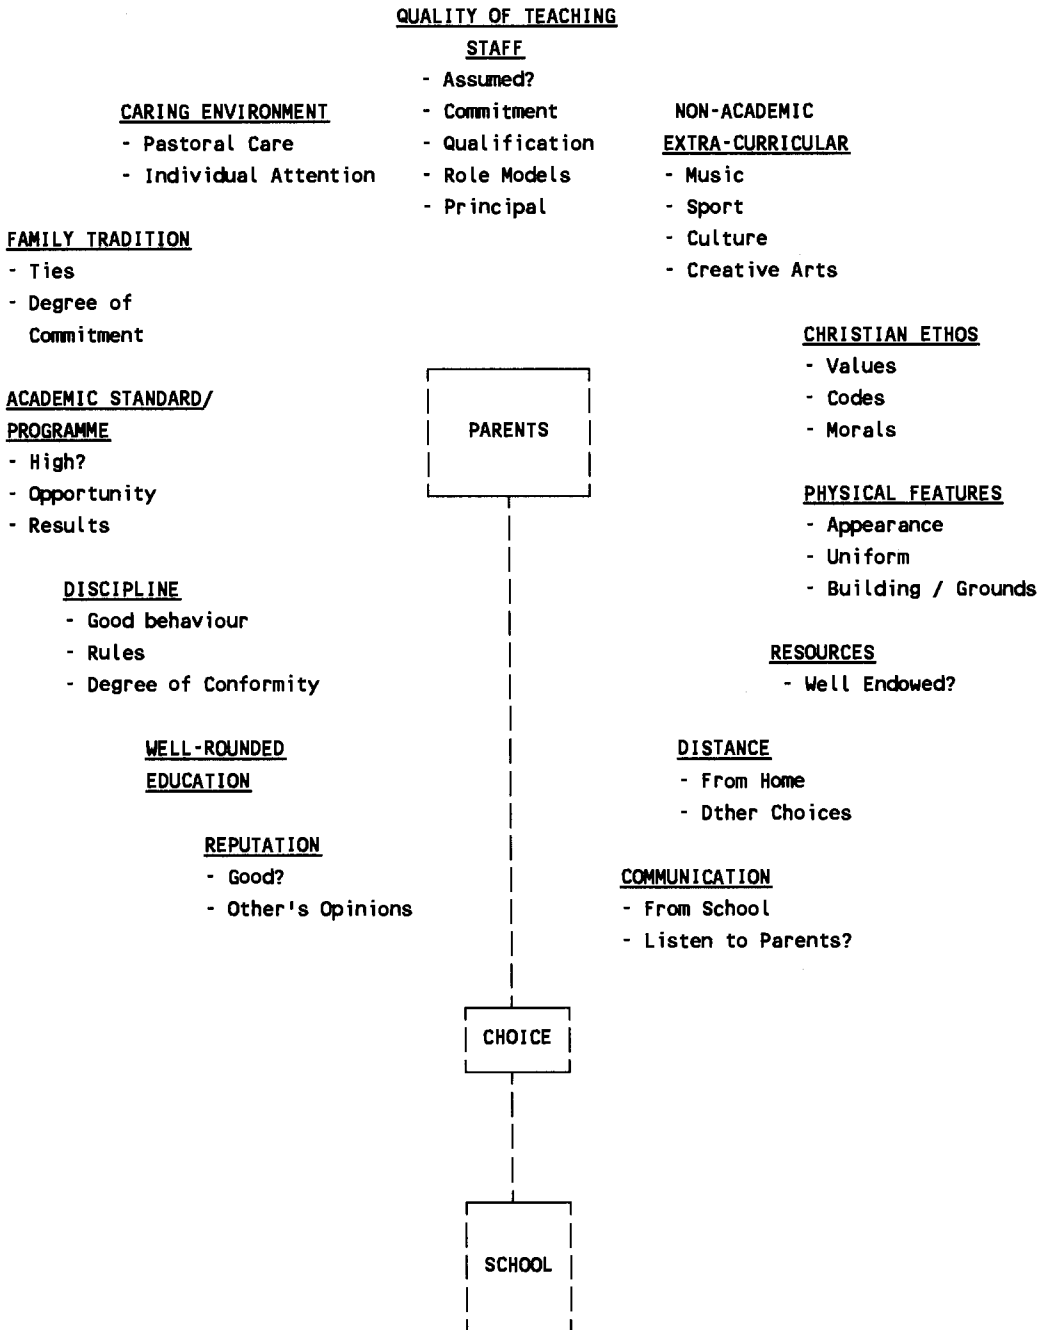 QUALITY OF TEACHING
STAFF
- Assumed?
- Commitment
- Qualification
- Role Models
- Principal
CARING ENVIRONMENT
- Pastoral Care
- Individual Attention
NON-ACADEMIC
EXTRA-CURRICULAR
- Music
- Sport
- Culture
- Creative Arts
FAMILY TRADITION
- Ties
- Degree of
Commitment
CHRISTIAN ETHOS
- Values
- Codes
- Morals
ACADEMIC STANDARD/
PROGRAMME
- High?
- Opportunity
- Results
PARENTS
PHYSICAL FEATURES
- Appearance
- Uniform
- Building / Grounds
DISCIPLINE
- Good behaviour
- Rules
- Degree of Conformity
RESOURCES
- Well Endowed?
WELL-ROUNDED
EDUCATION
DISTANCE
- From Home
- Dther Choices
REPUTATION
- Good?
- Other's Opinions
COMMUNICATION
- From School
- Listen to Parents?
CHOICE
SCHOOL